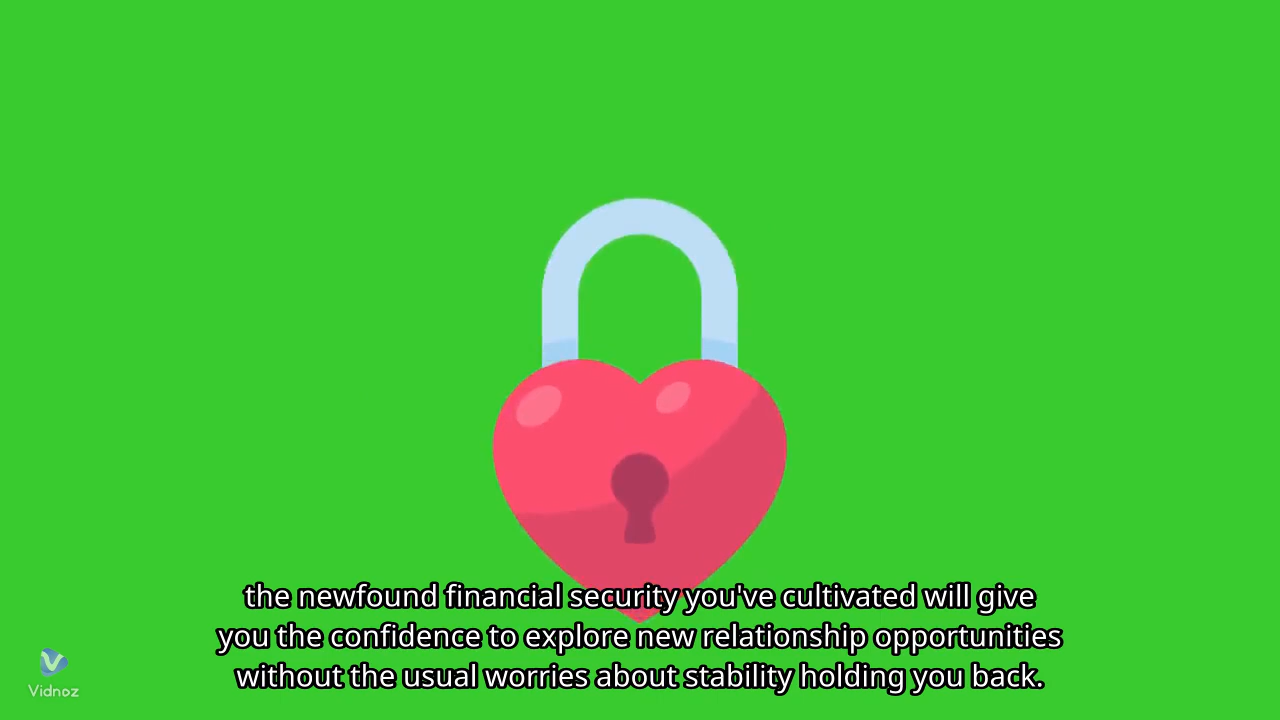 the newfound financial security you've cultivated will give
you the confidence to explore new relationship opportunities
without the usual worries about stability holding you back.
Vidnoz